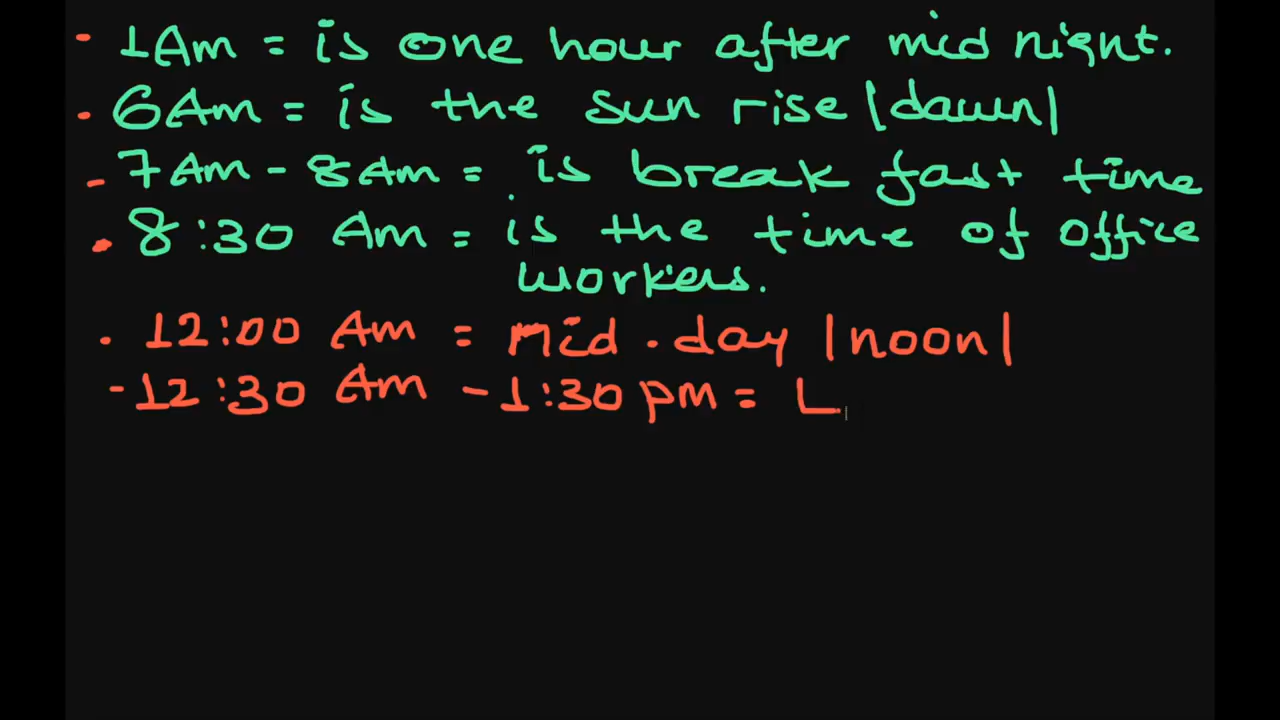 - 1Am = is one hour after mid night.
- 6Am = is the sun rise |dawn|
- 7Am - 8Am = is break fast time
- 8:30 Am = is the time of office
workers.
. 12:00 Am = Mid . day |noon|
- 12:30 Am - 1:30 pm = L